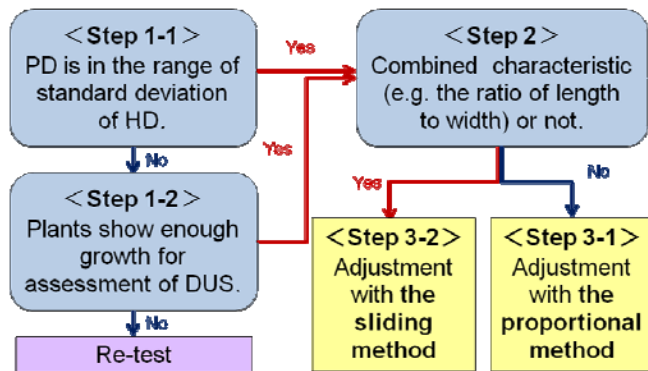 <Step 1-1>
PD is in the range of
standard deviation
of HD.
Yes
No
<Step 1-2>
Plants show enough
growth for
assessment of DUS.
Yes
No
Re-test
<Step 2>
Combined characteristic
(e.g. the ratio of length
to width) or not.
Yes
No
<Step 3-2>
Adjustment
with the
sliding
method
<Step 3-1>
Adjustment
with the
proportional
method